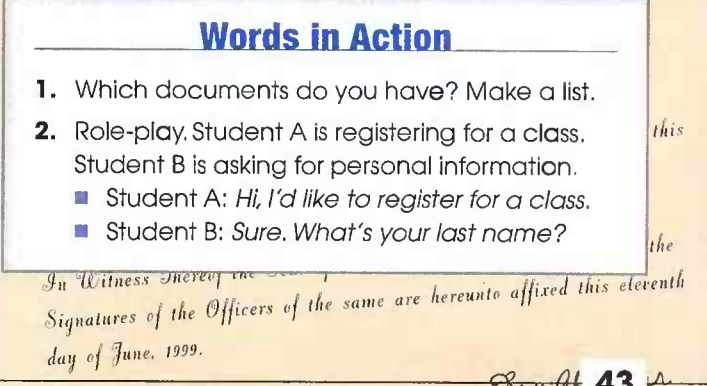 Words in Action
1. Which documents do you have? Make a list.
2. Role-play. Student A is registering for a class.
Student B is asking for personal information.
■ Student A: Hi, I'd like to register for a class.
■ Student B: Sure. What's your last name?
this
the
In Witness Thereof the
Signatures of the Officers of the same are hereunto affixed this eleventh
day of June, 1999.
43